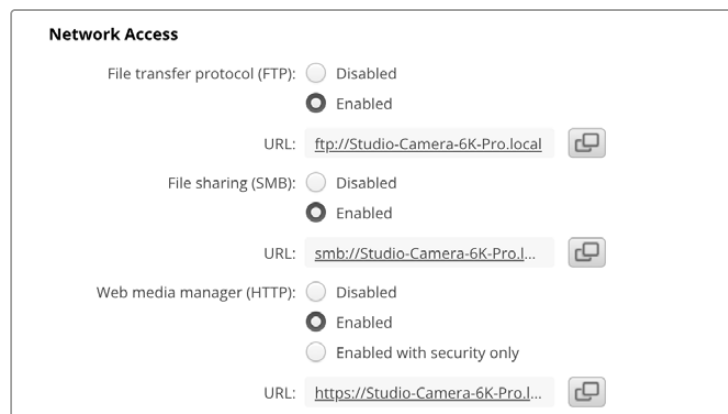 Network Access
File transfer protocol (FTP): Disabled
Enabled
URL: ftp://Studio-Camera-6K-Pro.local
File sharing (SMB): Disabled
Enabled
URL: smb://Studio-Camera-6K-Pro.l...
Web media manager (HTTP): Disabled
Enabled
Enabled with security only
URL: https://Studio-Camera-6K-Pro.l...